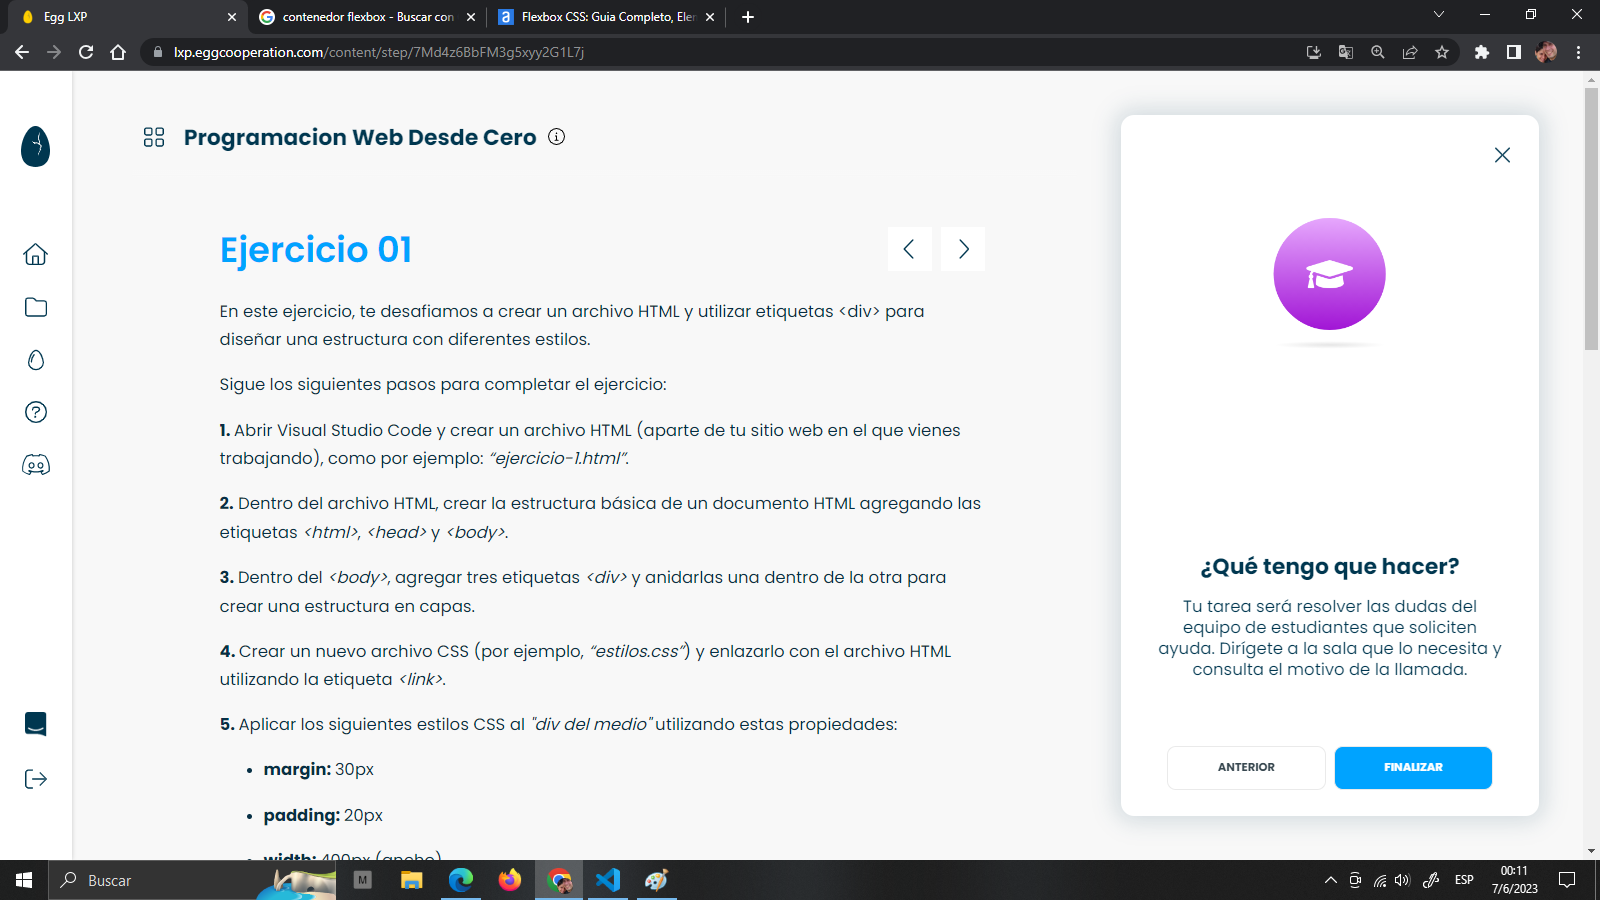 Egg LXP
contenedor flexbox - Buscar con
Flexbox CSS: Guia Completo, Eler
lxp.eggcooperation.com/content/step/7Md4z6BbFM3g5xyy2G1L7j
Programacion Web Desde Cero
Ejercicio 01
En este ejercicio, te desafiamos a crear un archivo HTML y utilizar etiquetas <div> para
diseñar una estructura con diferentes estilos.
Sigue los siguientes pasos para completar el ejercicio:
1. Abrir Visual Studio Code y crear un archivo HTML (aparte de tu sitio web en el que vienes
trabajando), como por ejemplo: “ejercicio-1.html”.
2. Dentro del archivo HTML, crear la estructura básica de un documento HTML agregando las
etiquetas <html>, <head> y <body>.
3. Dentro del <body>, agregar tres etiquetas <div> y anidarlas una dentro de la otra para
crear una estructura en capas.
4. Crear un nuevo archivo CSS (por ejemplo, “estilos.css”) y enlazarlo con el archivo HTML
utilizando la etiqueta <link>.
5. Aplicar los siguientes estilos CSS al "div del medio" utilizando estas propiedades:
• margin: 30px
• padding: 20px
• width: 400px (ancho)
¿Qué tengo que hacer?
Tu tarea será resolver las dudas del
equipo de estudiantes que soliciten
ayuda. Dirígete a la sala que lo necesita y
consulta el motivo de la llamada.
ANTERIOR
FINALIZAR
Buscar
M
ESP
00:11
7/6/2023